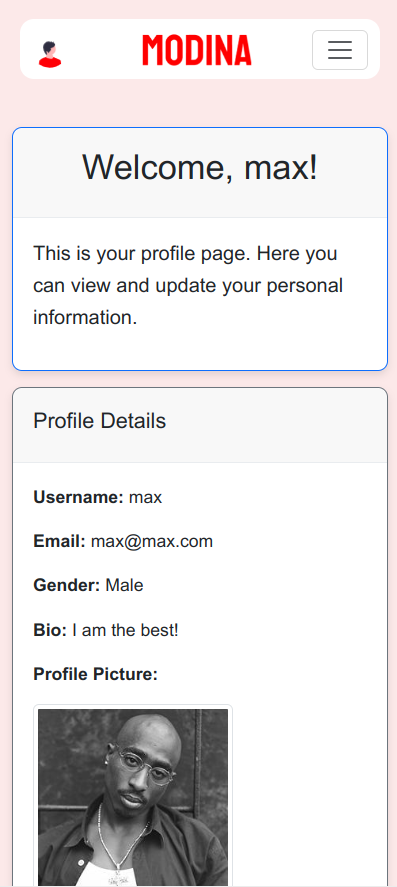 MODINA
Welcome, max!
This is your profile page. Here you
can view and update your personal
information.
Profile Details
Username: max
Email: max@max.com
Gender: Male
Bio: I am the best!
Profile Picture: